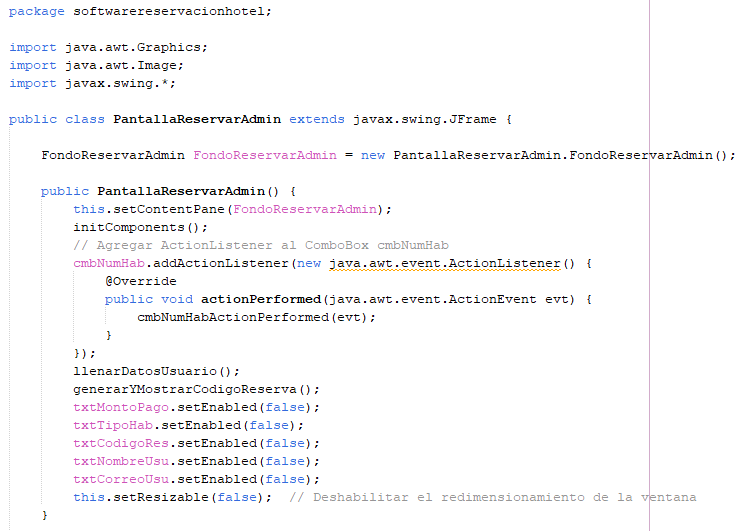 package softwarereservacionhotel;
import java.awt.Graphics;
import java.awt.Image;
import javax.swing.*;
public class PantallaReservarAdmin extends javax.swing.JFrame {
FondoReservarAdmin FondoReservarAdmin = new PantallaReservarAdmin.FondoReservarAdmin();
public PantallaReservarAdmin() {
this.setContentPane(FondoReservarAdmin);
initComponents();
// Agregar ActionListener al ComboBox cmbNumHab
cmbNumHab.addActionListener(new java.awt.event.ActionListener() {
@Override
public void actionPerformed(java.awt.event.ActionEvent evt) {
cmbNumHabActionPerformed(evt);
}
});
llenarDatosUsuario();
generarYMostrarCodigoReserva();
txtMontoPago.setEnabled(false);
txtTipoHab.setEnabled(false);
txtCodigoRes.setEnabled(false);
txtNombreUsu.setEnabled(false);
txtCorreoUsu.setEnabled(false);
this.setResizable(false);  // Deshabilitar el redimensionamiento de la ventana
}